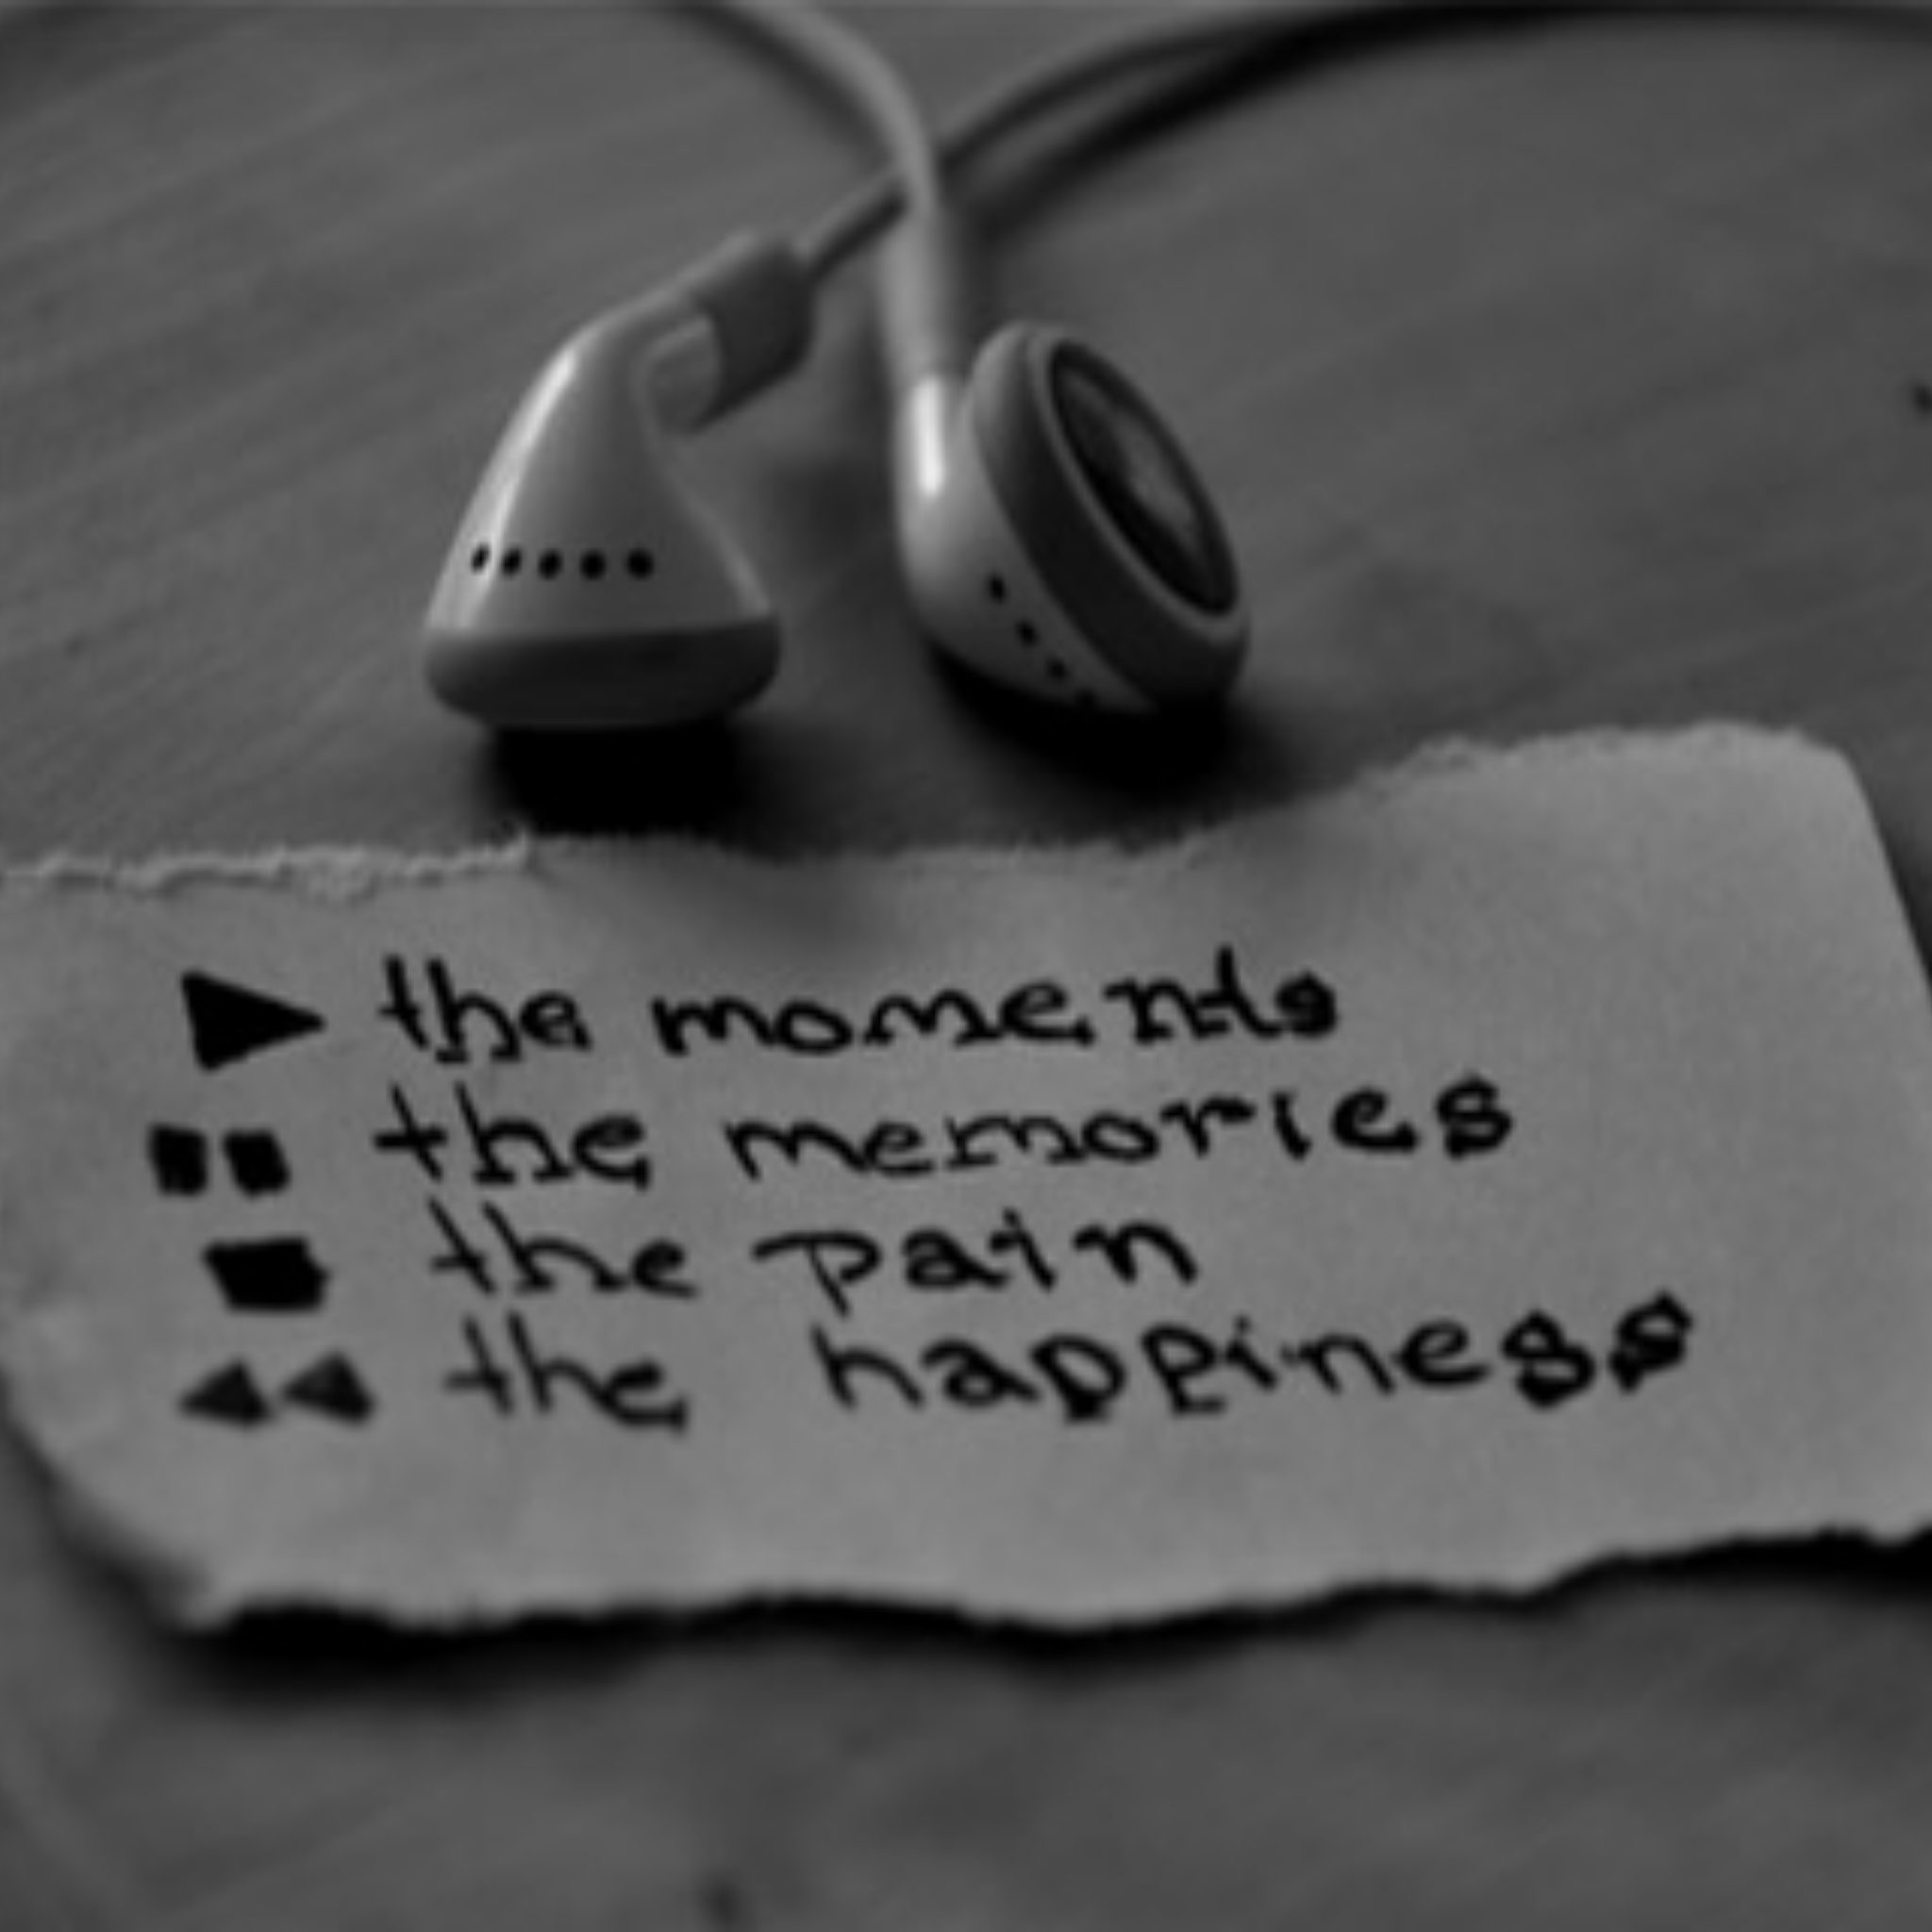 ▶ the moments
▪▪ the memories
■ the pain
◀◀ the happiness